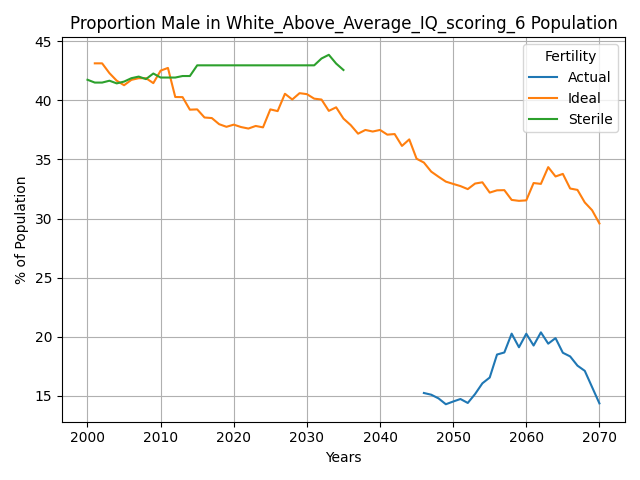 Proportion Male in White_Above_Average_IQ_scoring_6 Population
45
40
35
30
25
20
15
% of Population
Fertility
Actual
Ideal
Sterile
2000 2010 2020 2030 2040 2050 2060 2070
Years